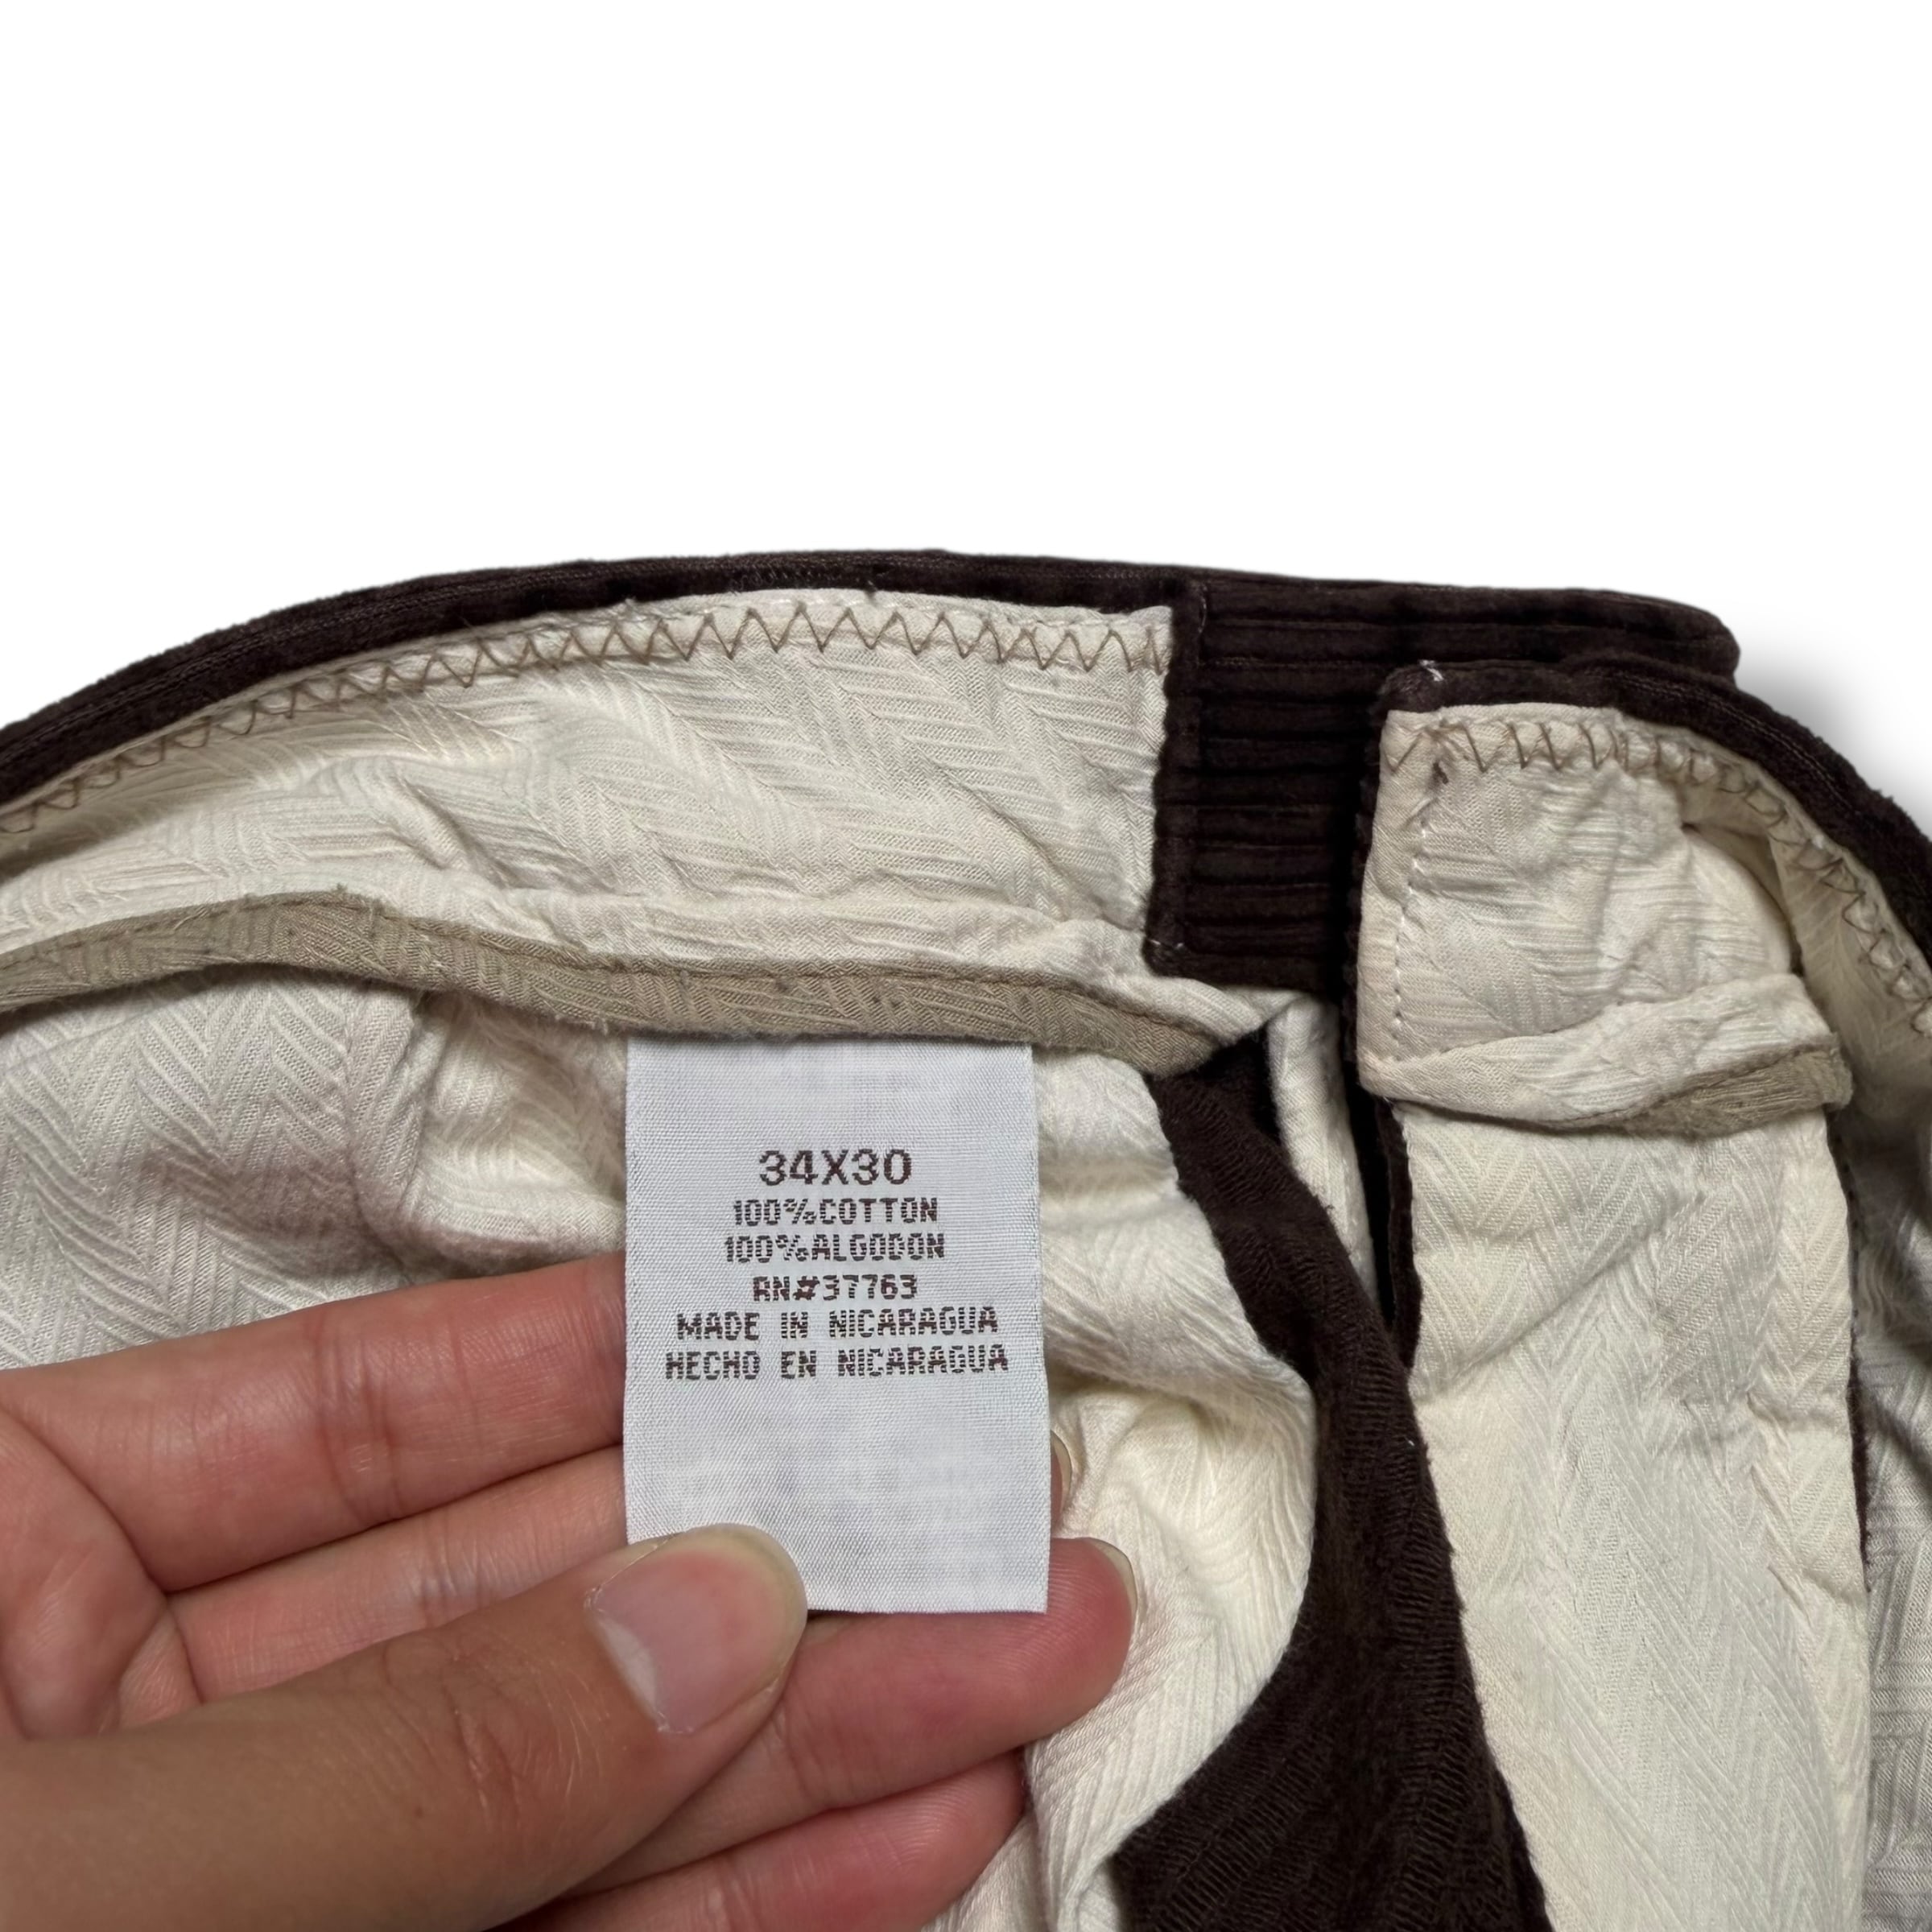 34X30
100%COTTON
100%ALGODON
RN#37763
MADE IN NICARAGUA
HECHO EN NICARAGUA